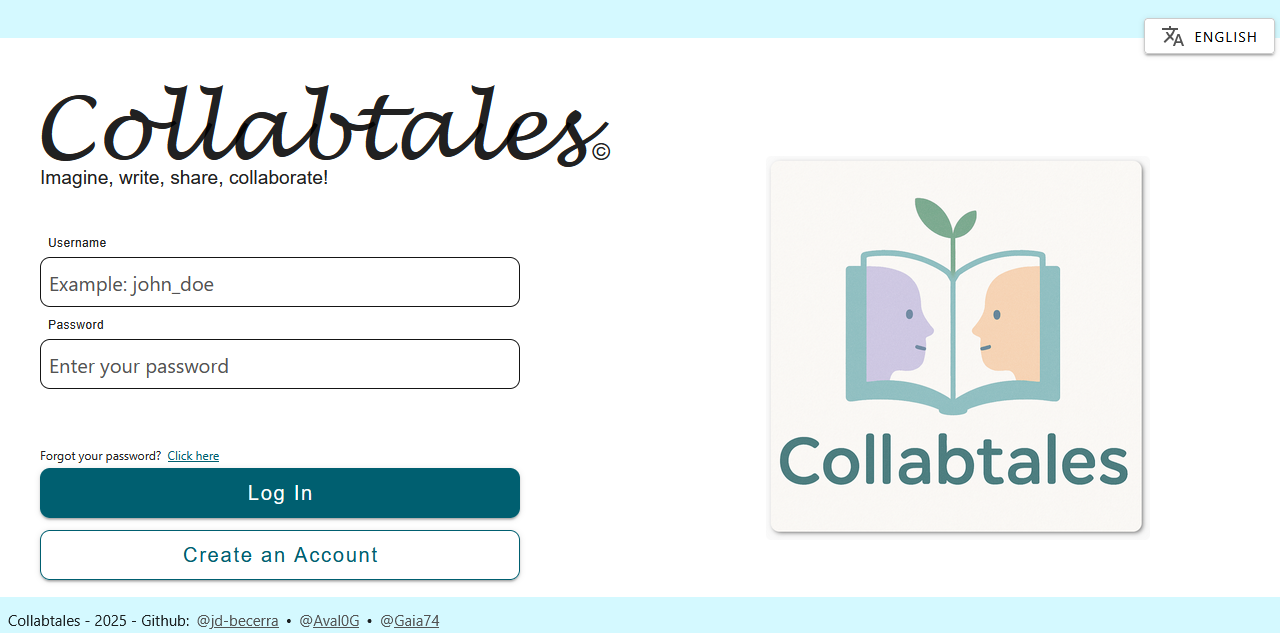 ENGLISH
Collabtales©
Imagine, write, share, collaborate!
Username
Example: john_doe
Password
Enter your password
Forgot your password? Click here
Log In
Create an Account
Collabtales
Collabtales - 2025 - Github: @jd-becerra • @Aval0G • @Gaia74